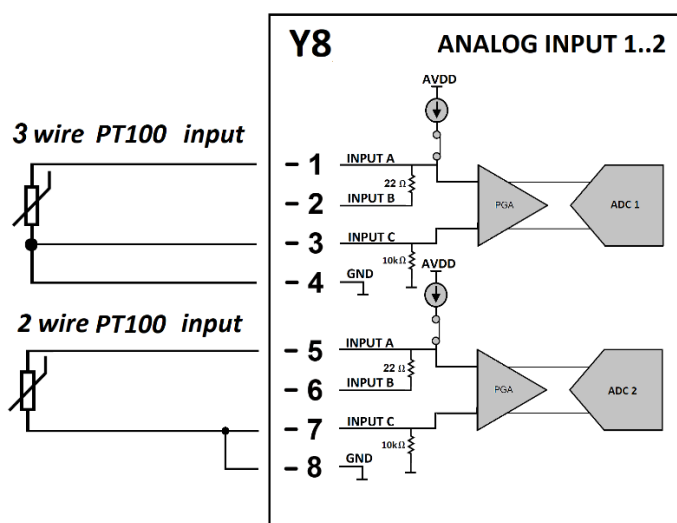 Y8 ANALOG INPUT 1..2
AVDD
3 wire PT100 input
- 1 INPUT A
22 Ω
- 2 INPUT B
PGA
ADC 1
- 3 INPUT C
10kΩ
AVDD
- 4 GND
2 wire PT100 input
- 5 INPUT A
22 Ω
- 6 INPUT B
PGA
ADC 2
- 7 INPUT C
10kΩ
- 8 GND